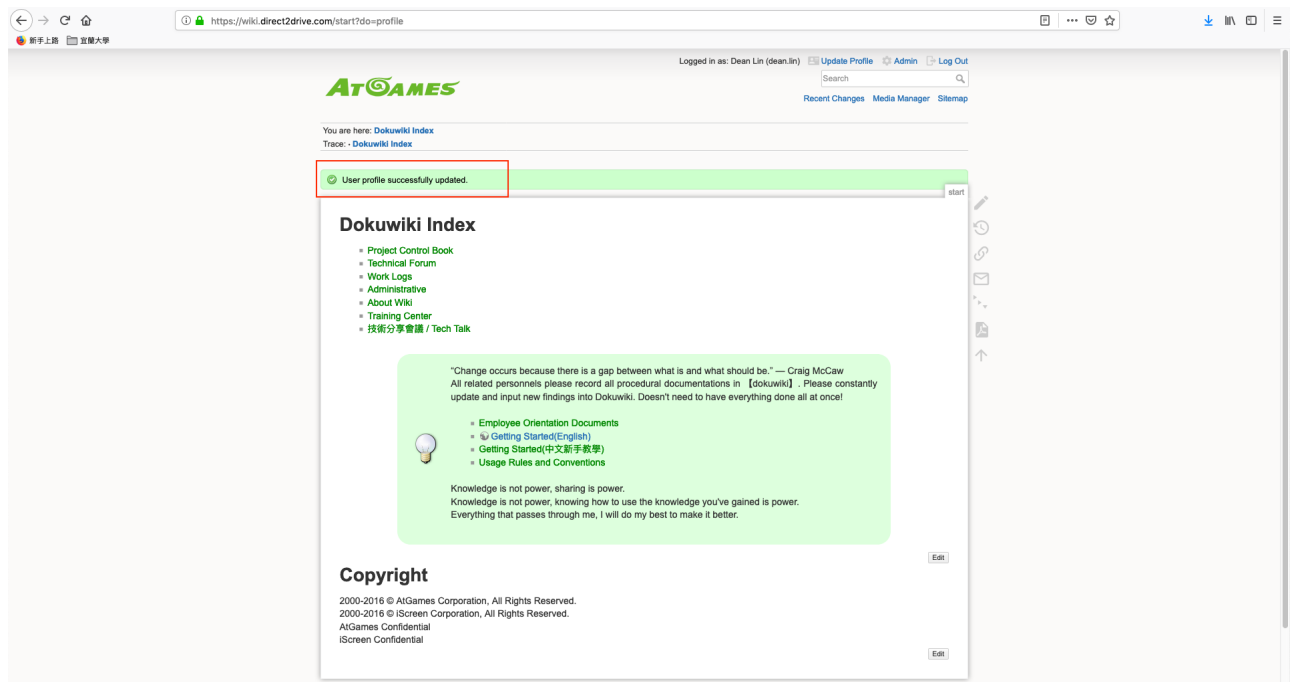 https://wiki.direct2drive.com/start?do=profile
新手上路 宜蘭大學
Logged in as: Dean Lin (dean.lin) Update Profile Admin Log Out
ATGAMES
Search
Recent Changes Media Manager Sitemap
You are here: Dokuwiki Index
Trace: • Dokuwiki Index
User profile successfully updated.
start
Dokuwiki Index
Project Control Book
Technical Forum
Work Logs
Administrative
About Wiki
Training Center
技術分享會議 / Tech Talk
"Change occurs because there is a gap between what is and what should be." — Craig McCaw
All related personnels please record all procedural documentations in 【dokuwiki】. Please constantly
update and input new findings into Dokuwiki. Doesn't need to have everything done all at once!
Employee Orientation Documents
Getting Started(English)
Getting Started(中文新手教學)
Usage Rules and Conventions
Knowledge is not power, sharing is power.
Knowledge is not power, knowing how to use the knowledge you've gained is power.
Everything that passes through me, I will do my best to make it better.
Edit
Copyright
2000-2016 © AtGames Corporation, All Rights Reserved.
2000-2016 © iScreen Corporation, All Rights Reserved.
AtGames Confidential
iScreen Confidential
Edit